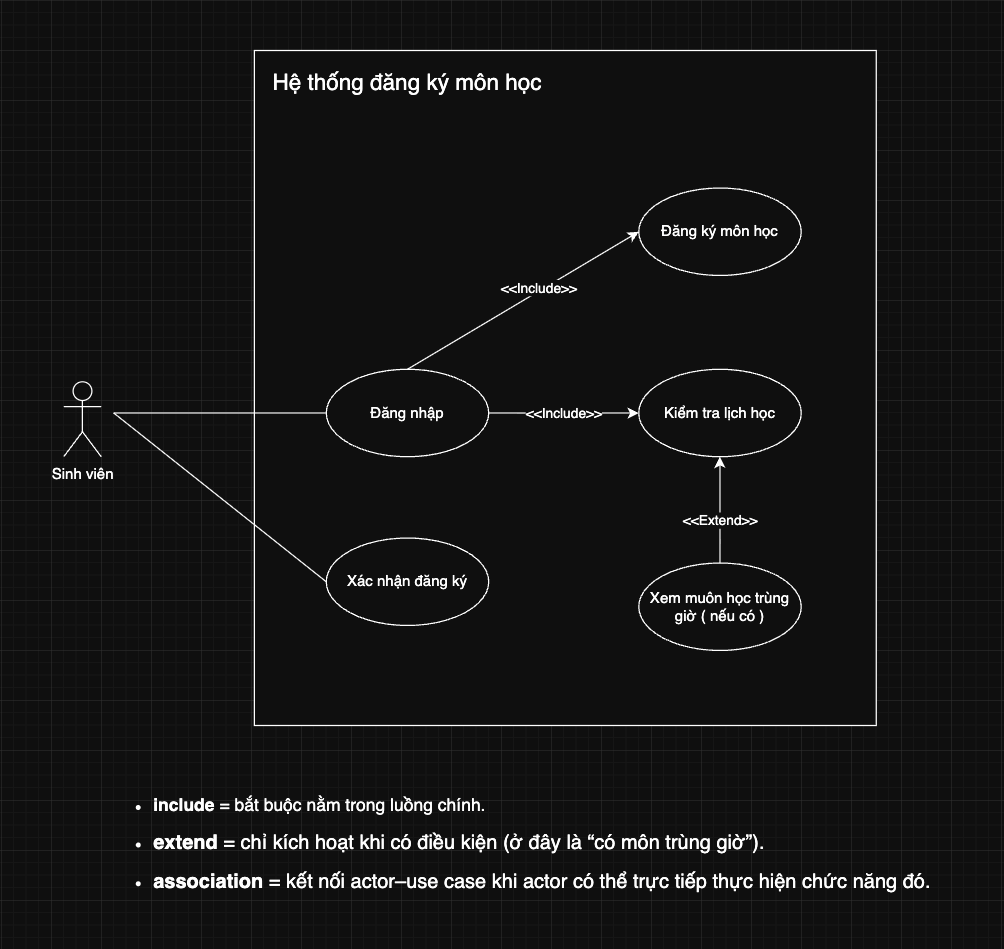 Hệ thống đăng ký môn học
Đăng ký môn học
<<Include>>
Đăng nhập
<<Include>>
Kiểm tra lịch học
Sinh viên
<<Extend>>
Xác nhận đăng ký
Xem muôn học trùng
giờ ( nếu có )
• include = bắt buộc nằm trong luồng chính.
• extend = chỉ kích hoạt khi có điều kiện (ở đây là “có môn trùng giờ”).
• association = kết nối actor–use case khi actor có thể trực tiếp thực hiện chức năng đó.